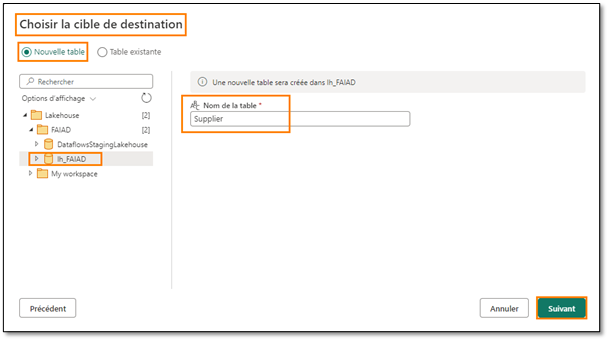 Choisir la cible de destination
Nouvelle table Table existante
Rechercher
Options d'affichage
Lakehouse [2]
FAIAD [2]
DataflowsStagingLakehouse
lh_FAIAD
My workspace
Une nouvelle table sera créée dans lh_FAIAD
Nom de la table *
Supplier
Précédent Annuler Suivant